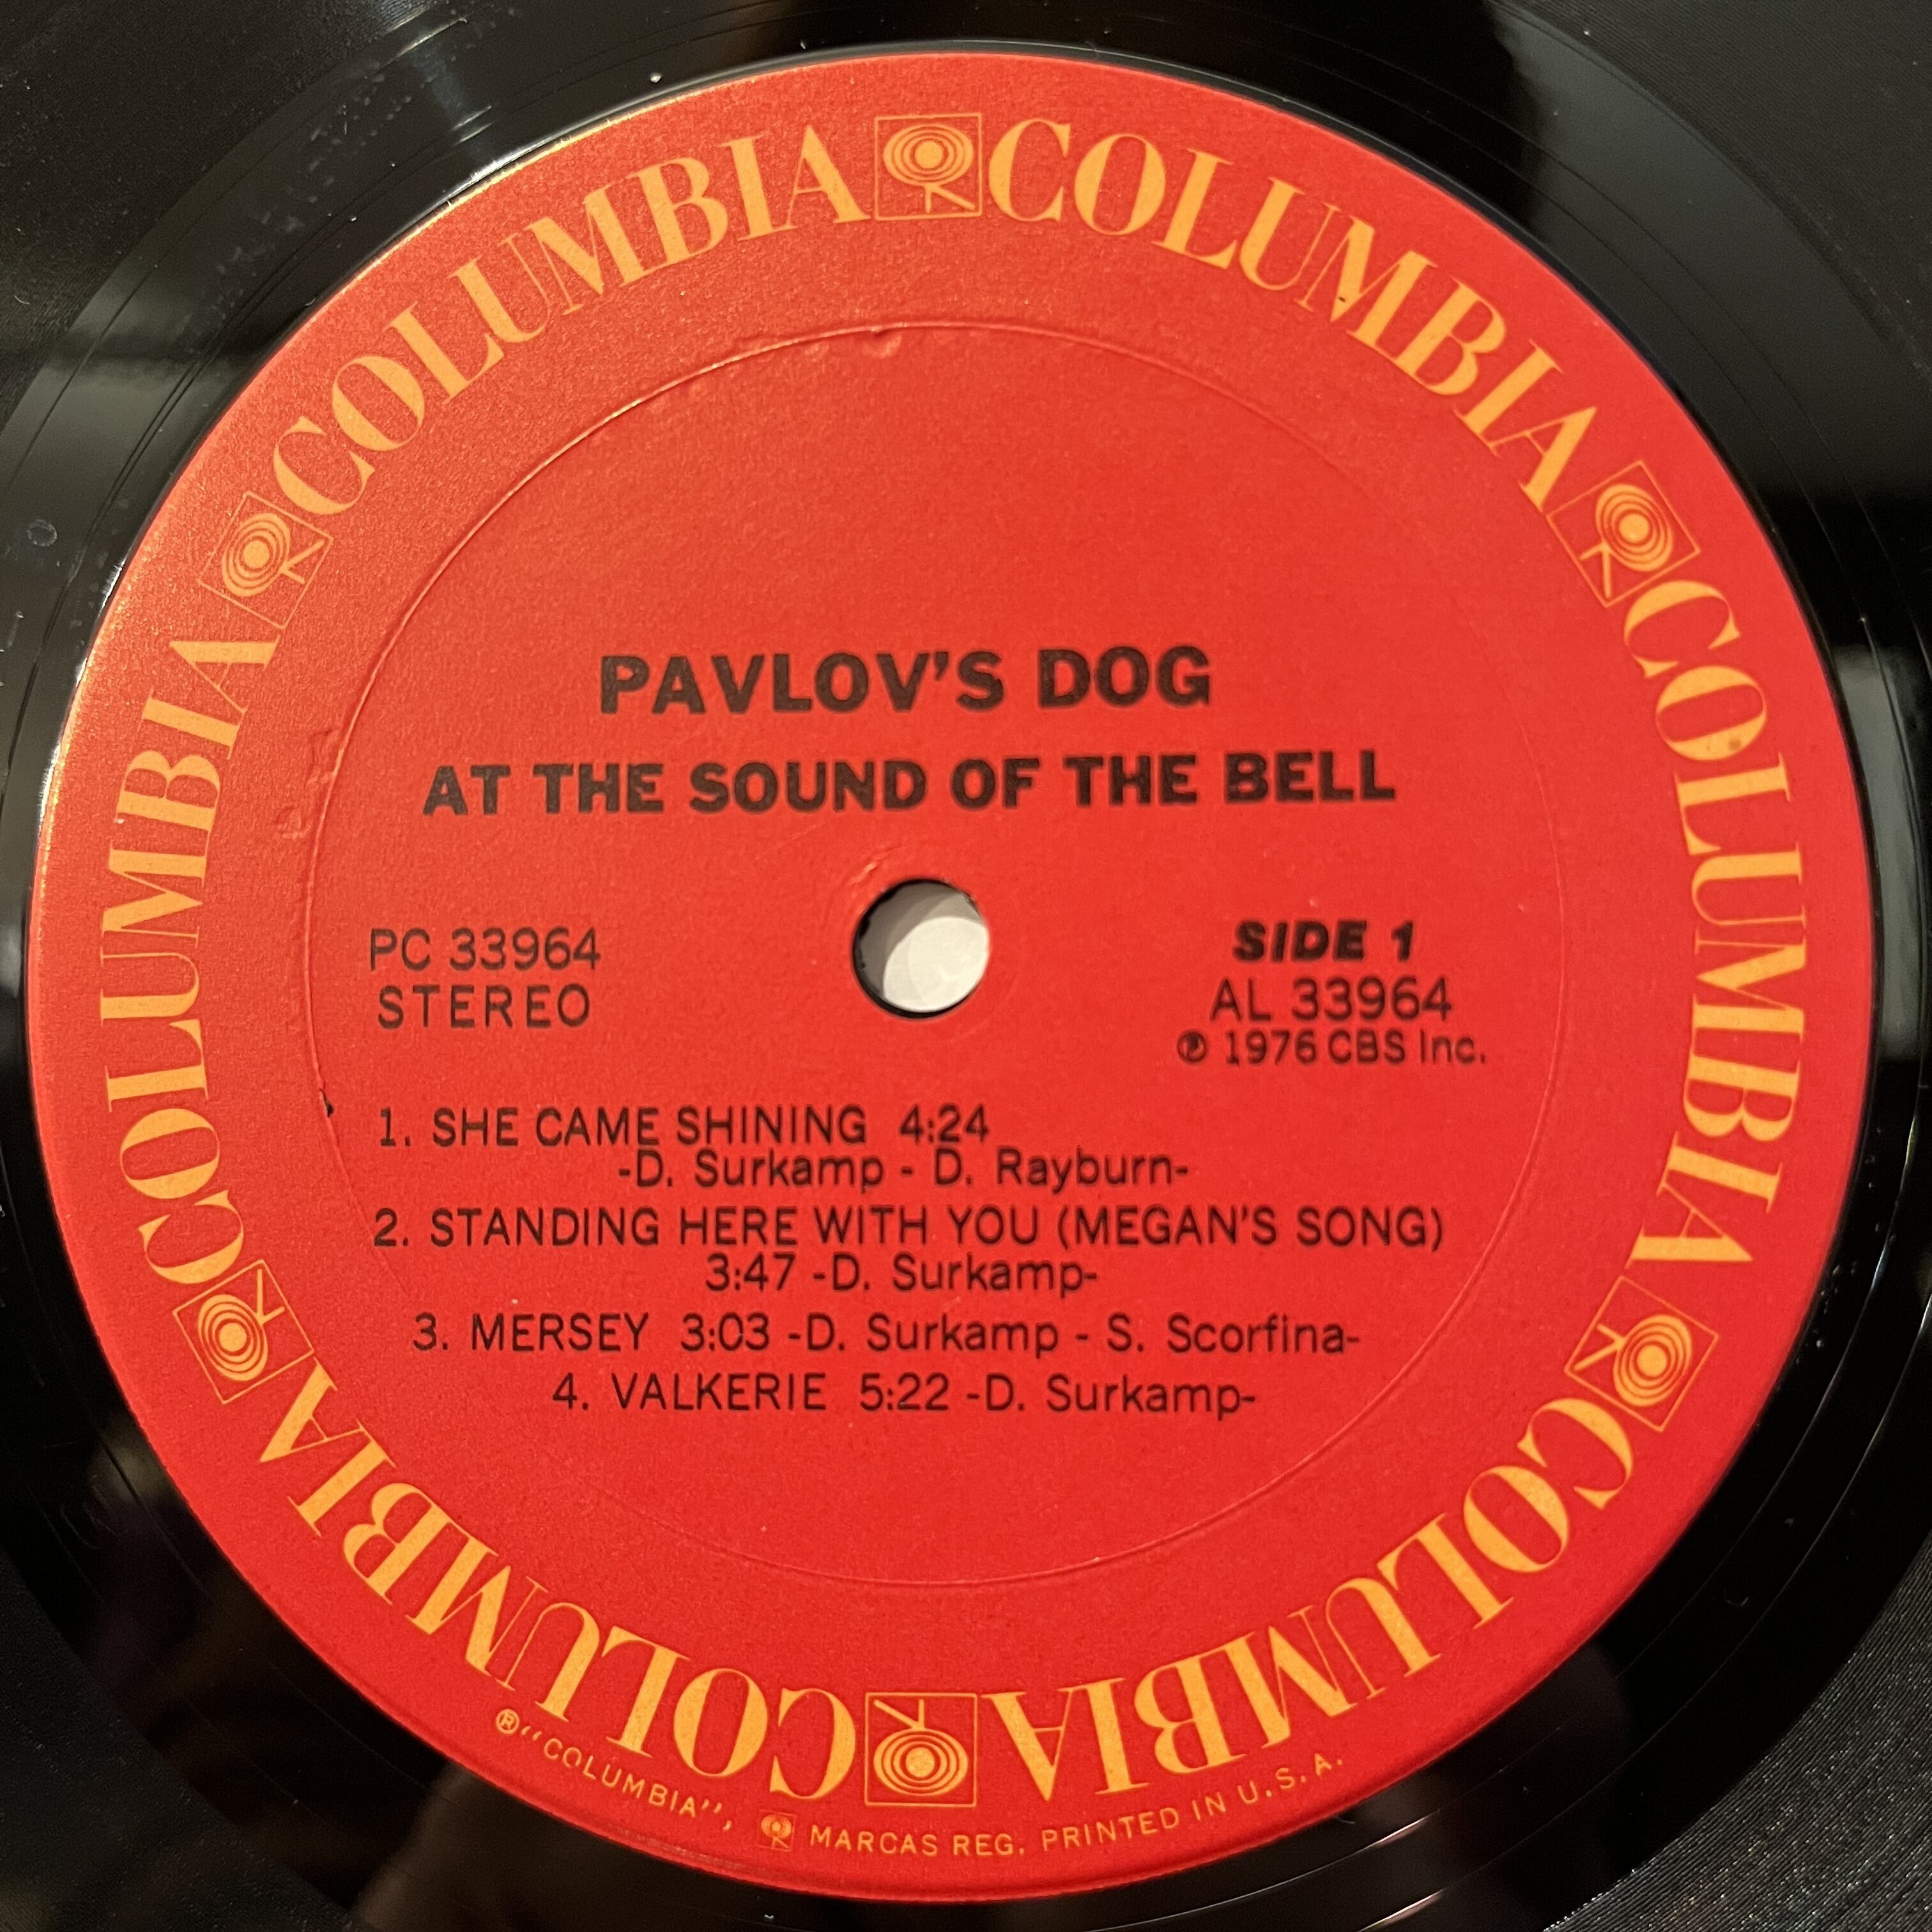 COLUMBIA COLUMBIA COLUMBIA COLUMBIA COLUMBIA COLUMBIA
PAVLOV'S DOG
AT THE SOUND OF THE BELL
PC 33964
STEREO
SIDE 1
AL 33964
℗ 1976 CBS Inc.
1. SHE CAME SHINING 4:24
-D. Surkamp - D. Rayburn-
2. STANDING HERE WITH YOU (MEGAN'S SONG)
3:47 -D. Surkamp-
3. MERSEY 3:03 -D. Surkamp - S. Scorfina-
4. VALKERIE 5:22 -D. Surkamp-
®"COLUMBIA", MARCAS REG. PRINTED IN U.S.A.